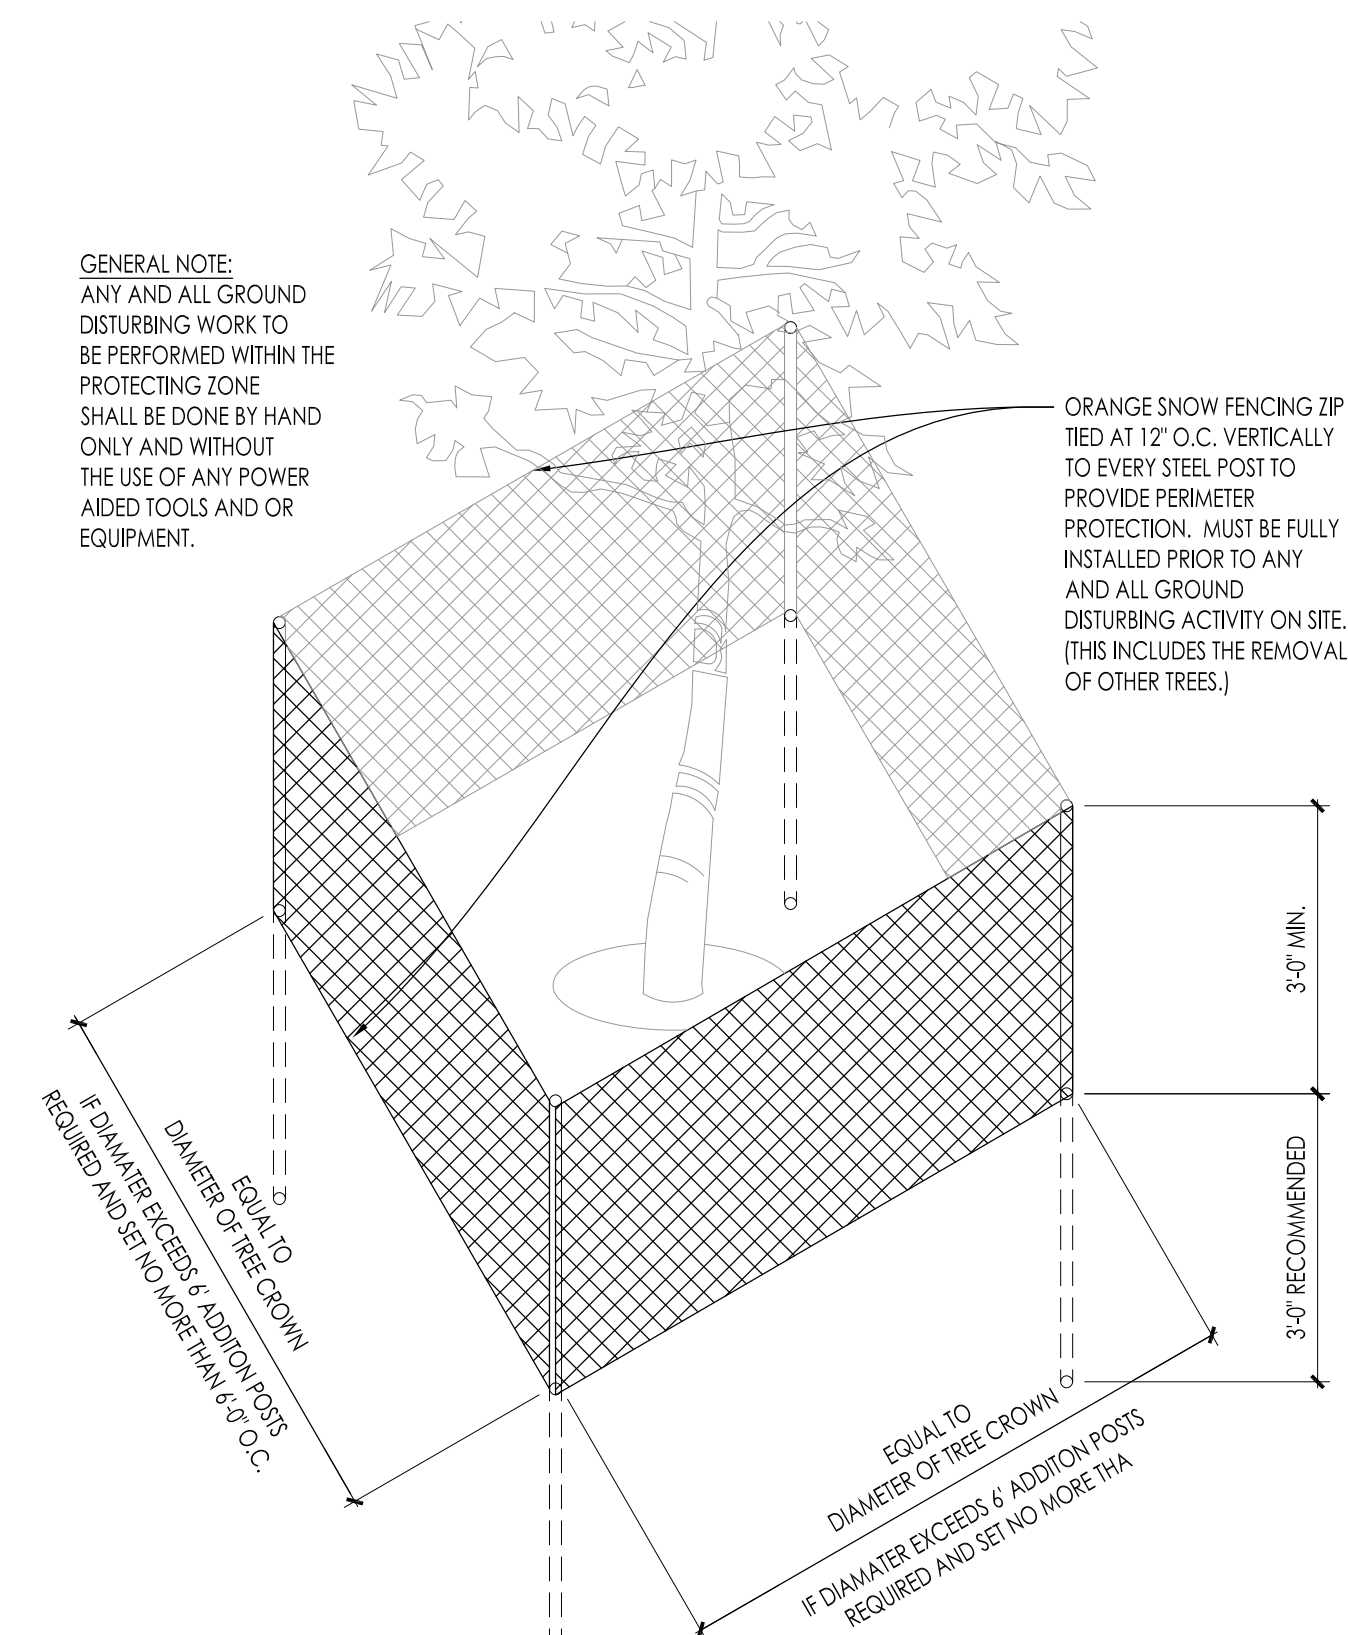 GENERAL NOTE:
ANY AND ALL GROUND
DISTURBING WORK TO
BE PERFORMED WITHIN THE
PROTECTING ZONE
SHALL BE DONE BY HAND
ONLY AND WITHOUT
THE USE OF ANY POWER
AIDED TOOLS AND OR
EQUIPMENT.
ORANGE SNOW FENCING ZIP
TIED AT 12" O.C. VERTICALLY
TO EVERY STEEL POST TO
PROVIDE PERIMETER
PROTECTION. MUST BE FULLY
INSTALLED PRIOR TO ANY
AND ALL GROUND
DISTURBING ACTIVITY ON SITE.
(THIS INCLUDES THE REMOVAL
OF OTHER TREES.)
3'-0" MIN.
3'-0" RECOMMENDED
EQUAL TO
DIAMETER OF TREE CROWN
IF DIAMATER EXCEEDS 6' ADDITON POSTS
REQUIRED AND SET NO MORE THAN 6'-0" O.C.
EQUAL TO
DIAMETER OF TREE CROWN
IF DIAMATER EXCEEDS 6' ADDITON POSTS
REQUIRED AND SET NO MORE THA